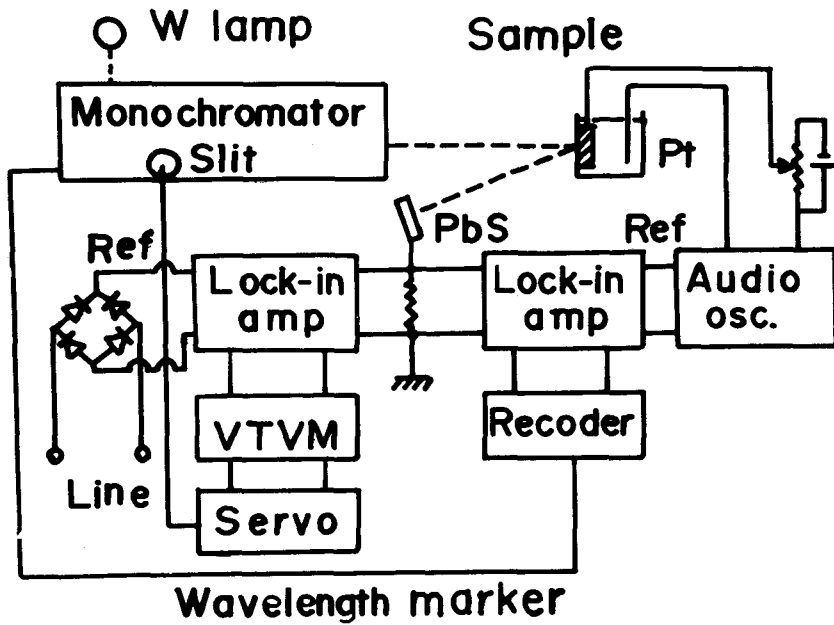 W lamp
Sample
Monochromator
Slit
Pt
PbS
Ref
Ref
Lock-in
amp
Lock-in
amp
Audio
osc.
VTVM
Recoder
Line
Servo
Wavelength marker